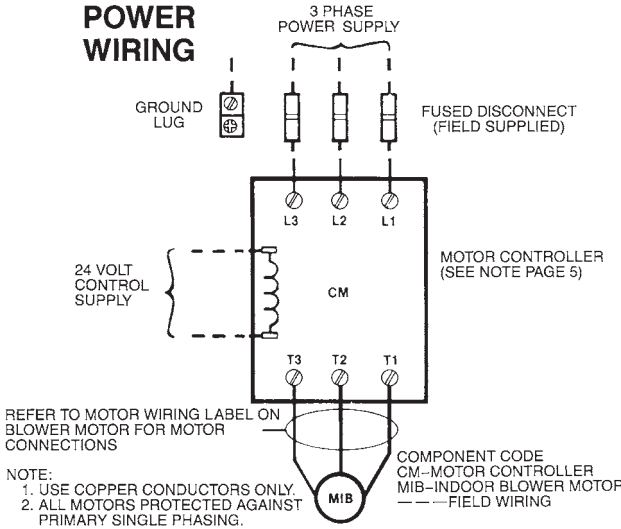 POWER
WIRING
3 PHASE
POWER SUPPLY
GROUND
LUG
FUSED DISCONNECT
(FIELD SUPPLIED)
L3 L2 L1
24 VOLT
CONTROL
SUPPLY
CM
MOTOR CONTROLLER
(SEE NOTE PAGE 5)
T3 T2 T1
REFER TO MOTOR WIRING LABEL ON
BLOWER MOTOR FOR MOTOR
CONNECTIONS
MIB
COMPONENT CODE
CM-MOTOR CONTROLLER
MIB-INDOOR BLOWER MOTOR
FIELD WIRING
NOTE:
1. USE COPPER CONDUCTORS ONLY.
2. ALL MOTORS PROTECTED AGAINST
PRIMARY SINGLE PHASING.